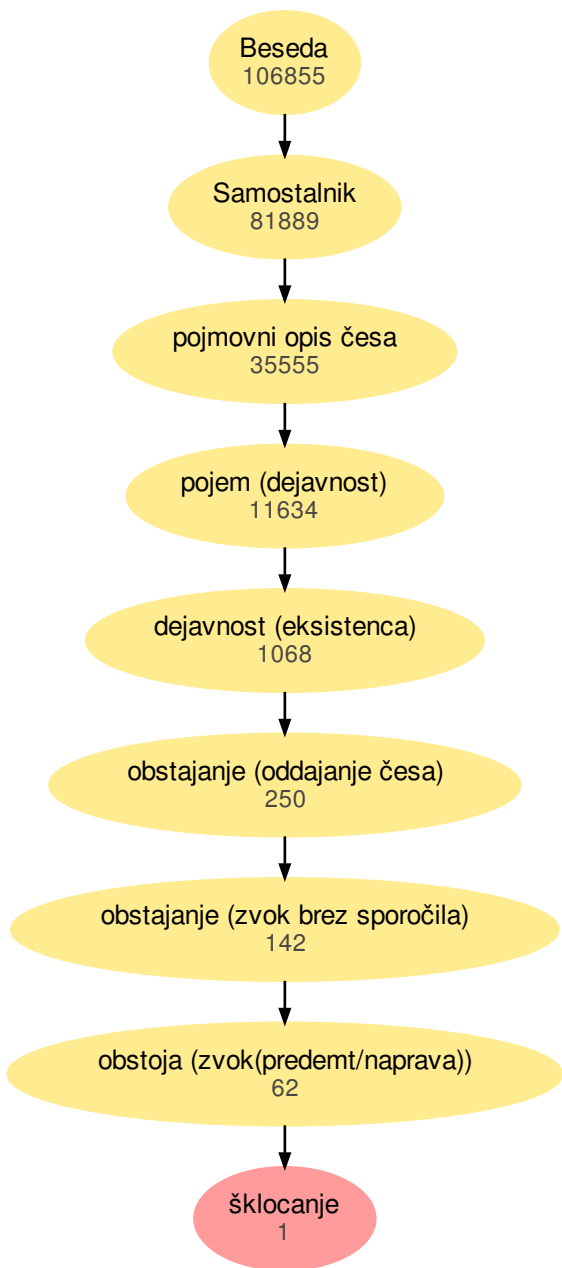 Beseda
106855
Samostalnik
81889
pojmovni opis česa
35555
pojem (dejavnost)
11634
dejavnost (eksistenca)
1068
obstajanje (oddajanje česa)
250
obstajanje (zvok brez sporočila)
142
obstoja (zvok(predemt/naprava))
62
šklocanje
1